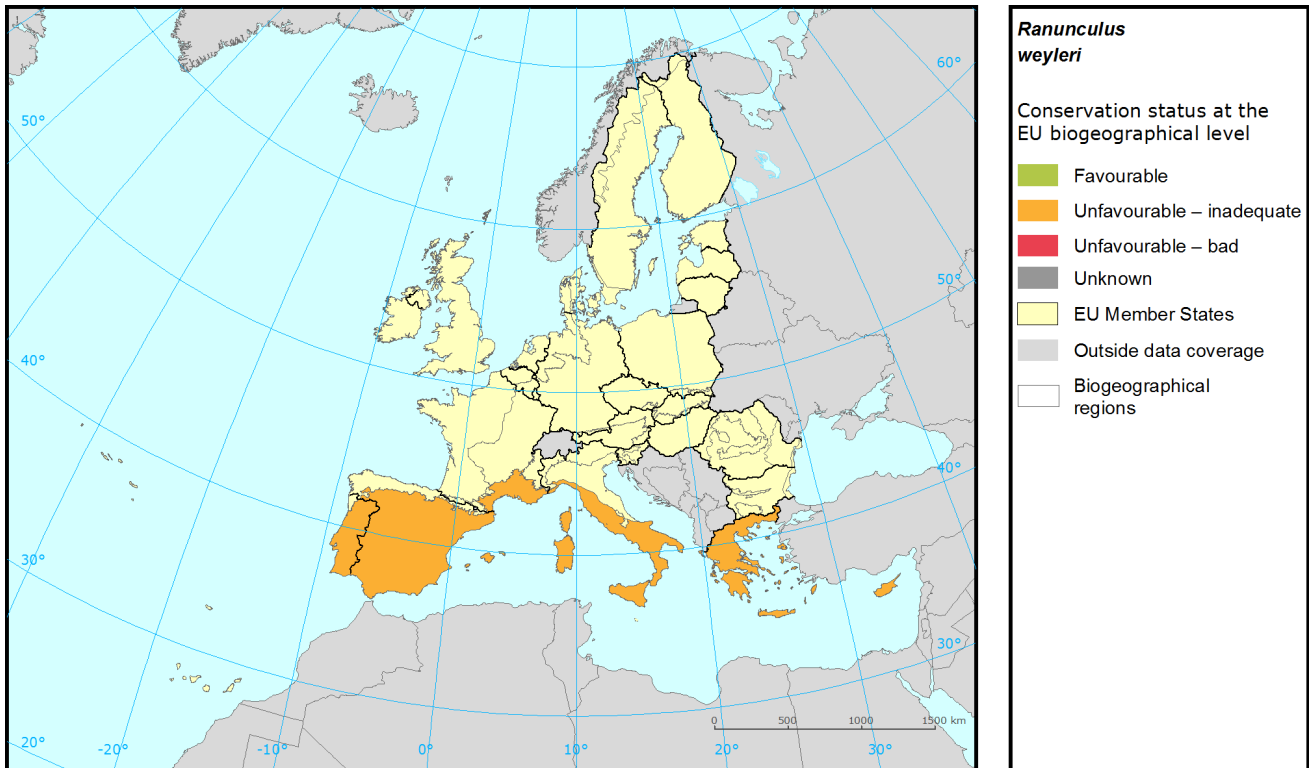 60°
50°
50°
40°
40°
30°
30°
20°
-20°
-10°
0°
10°
20°
30°
0 500 1000 1500 km
Ranunculus
weyleri
Conservation status at the
EU biogeographical level
Favourable
Unfavourable – inadequate
Unfavourable – bad
Unknown
EU Member States
Outside data coverage
Biogeographical
regions